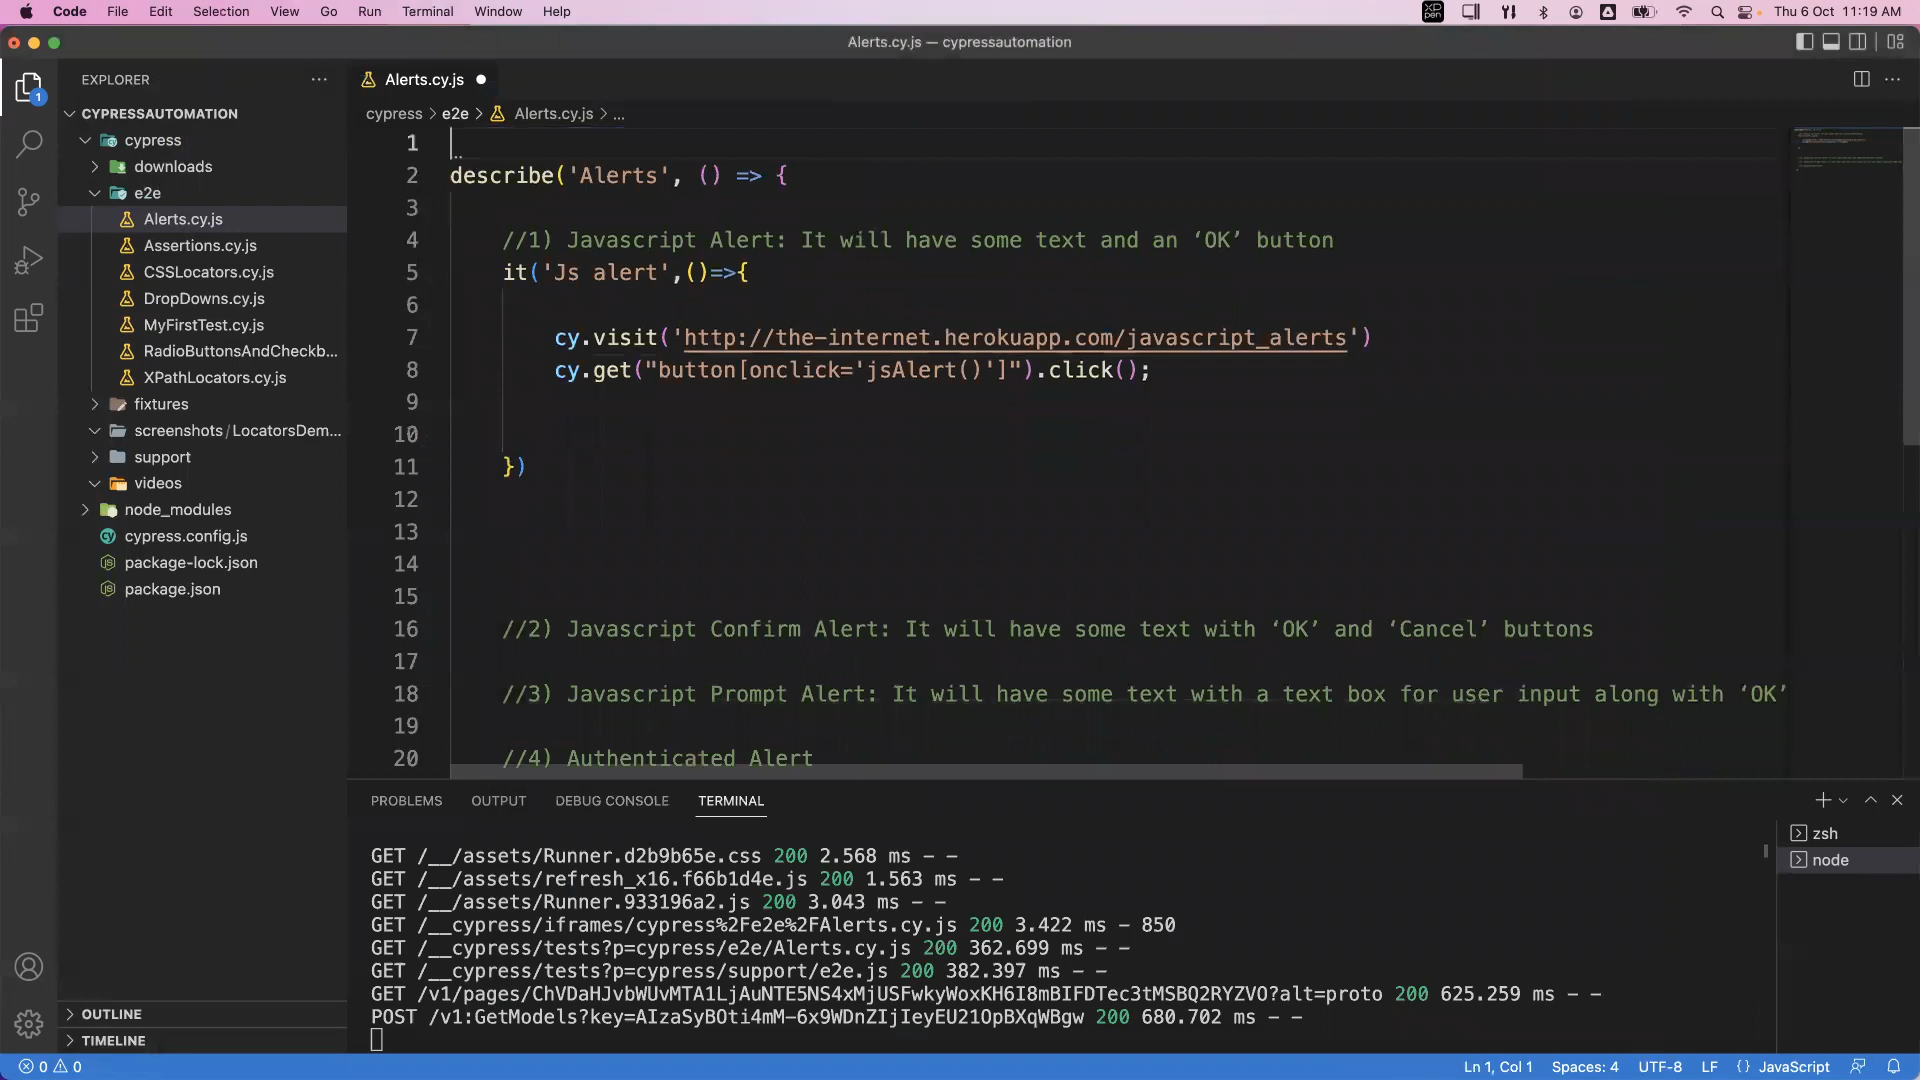 Code File Edit Selection View Go Run Terminal Window Help
XP
pen
Thu 6 Oct 11:19 AM
Alerts.cy.js — cypressautomation
EXPLORER
1
CYPRESSAUTOMATION
cypress
downloads
e2e
Alerts.cy.js
Assertions.cy.js
CSSLocators.cy.js
DropDowns.cy.js
MyFirstTest.cy.js
RadioButtonsAndCheckb...
XPathLocators.cy.js
fixtures
screenshots/LocatorsDem...
support
videos
node_modules
cypress.config.js
package-lock.json
package.json
OUTLINE
TIMELINE
Alerts.cy.js
cypress > e2e > Alerts.cy.js > ...
1
2 describe('Alerts', () => {
3
4 //1) Javascript Alert: It will have some text and an ‘OK’ button
5 it('Js alert',()=>{
6
7 cy.visit('http://the-internet.herokuapp.com/javascript_alerts')
8 cy.get("button[onclick='jsAlert()']").click();
9
10
11 })
12
13
14
15
16 //2) Javascript Confirm Alert: It will have some text with ‘OK’ and ‘Cancel’ buttons
17
18 //3) Javascript Prompt Alert: It will have some text with a text box for user input along with ‘OK’
19
20 //4) Authenticated Alert
PROBLEMS OUTPUT DEBUG CONSOLE TERMINAL
GET /__/assets/Runner.d2b9b65e.css 200 2.568 ms - -
GET /__/assets/refresh_x16.f66b1d4e.js 200 1.563 ms - -
GET /__/assets/Runner.933196a2.js 200 3.043 ms - -
GET /__cypress/iframes/cypress%2Fe2e%2FAlerts.cy.js 200 3.422 ms - 850
GET /__cypress/tests?p=cypress/e2e/Alerts.cy.js 200 362.699 ms - -
GET /__cypress/tests?p=cypress/support/e2e.js 200 382.397 ms - -
GET /v1/pages/ChVDaHJvbWUvMTA1LjAuNTE5NS4xMjUSFwkyWoxKH6I8mBIFDTec3tMSBQ2RYZVO?alt=proto 200 625.259 ms - -
POST /v1:GetModels?key=AIzaSyBOti4mM-6x9WDnZIjIeyEU21OpBXqWBgw 200 680.702 ms - -
zsh
node
0 0
Ln 1, Col 1 Spaces: 4 UTF-8 LF {} JavaScript